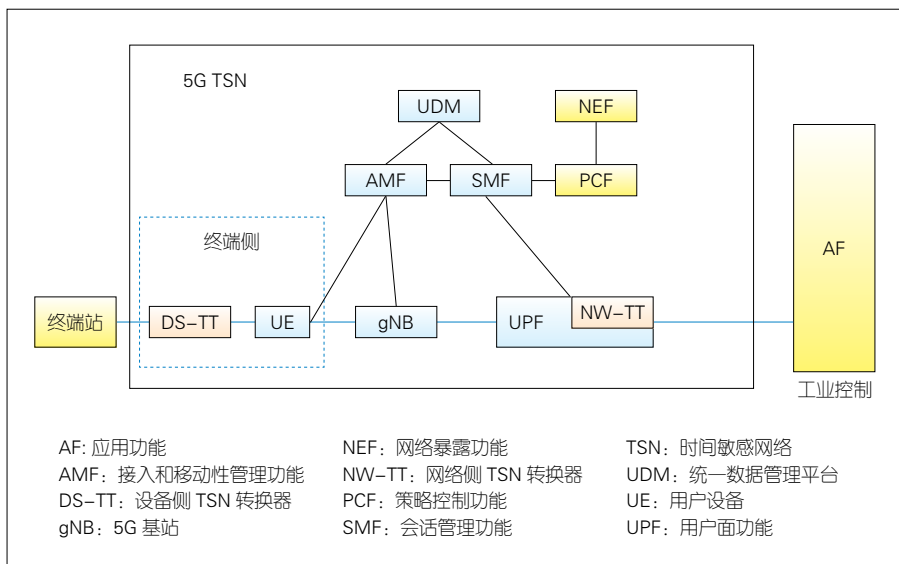 5G TSN
UDM
NEF
AMF
SMF
PCF
终端侧
AF
终端站
DS-TT
UE
gNB
UPF
NW-TT
工业控制
AF: 应用功能
NEF：网络暴露功能
TSN：时间敏感网络
AMF：接入和移动性管理功能
NW-TT：网络侧 TSN 转换器
UDM：统一数据管理平台
DS-TT：设备侧 TSN 转换器
PCF：策略控制功能
UE：用户设备
gNB：5G 基站
SMF：会话管理功能
UPF：用户面功能